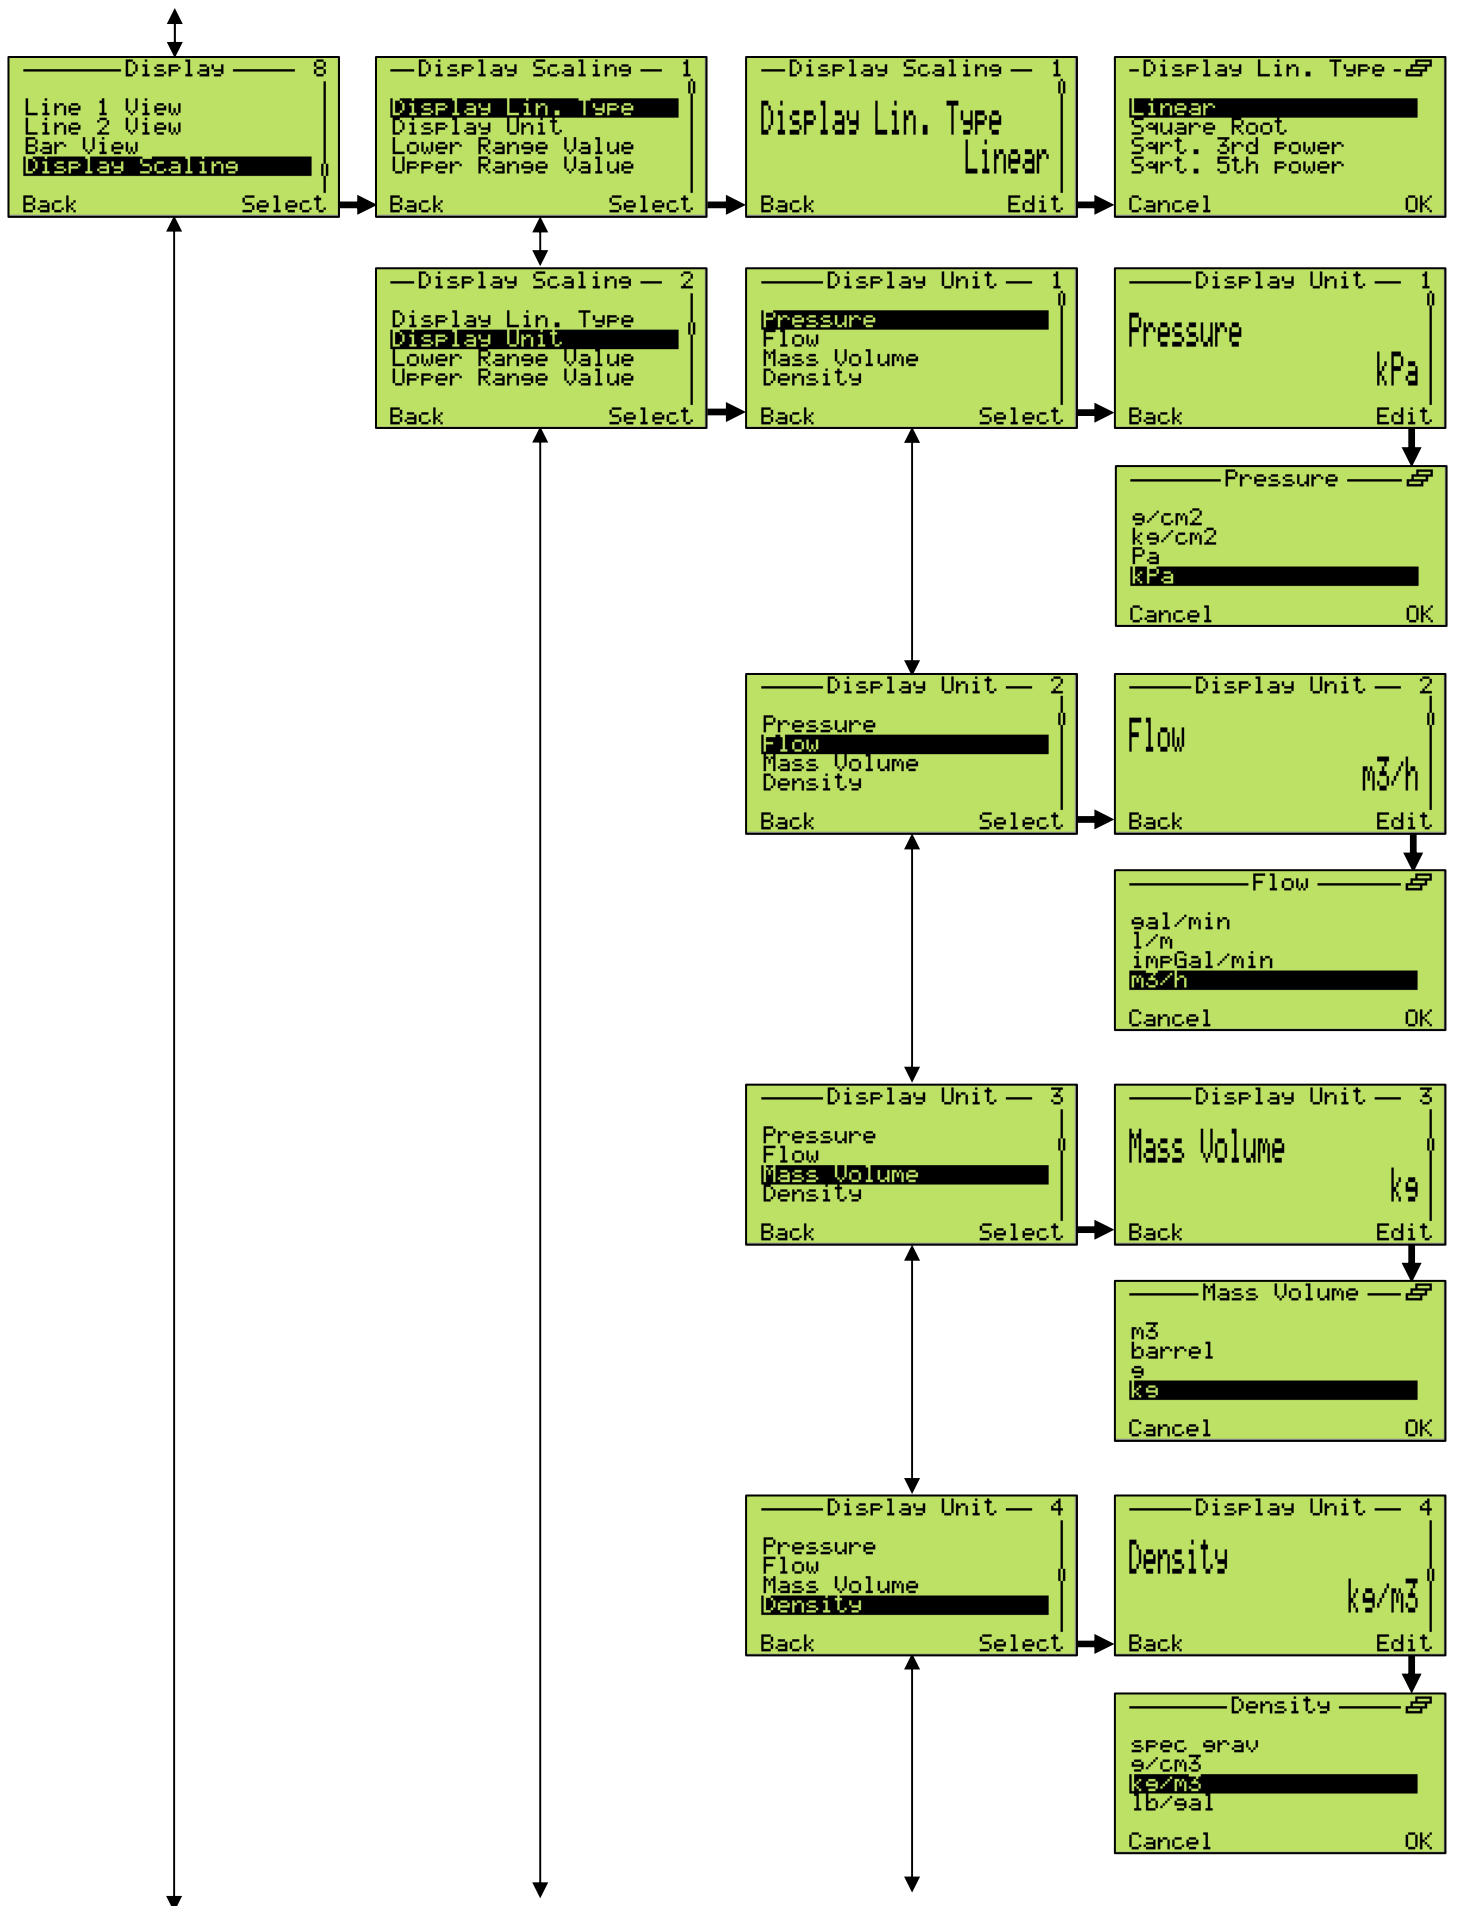 Display 8
Line 1 View
Line 2 View
Bar View
Display Scaling
Back Select
Display Scaling 1
Display Lin. Type
Display Unit
Lower Range Value
Upper Range Value
Back Select
Display Scaling 1
Display Lin. Type
Linear
Back Edit
Display Lin. Type
Linear
Square Root
Sqrt. 3rd power
Sqrt. 5th power
Cancel OK
Display Scaling 2
Display Lin. Type
Display Unit
Lower Range Value
Upper Range Value
Back Select
Display Unit 1
Pressure
Flow
Mass Volume
Density
Back Select
Display Unit 1
Pressure
kPa
Back Edit
Pressure
g/cm2
kg/cm2
Pa
kPa
Cancel OK
Display Unit 2
Pressure
Flow
Mass Volume
Density
Back Select
Display Unit 2
Flow
m3/h
Back Edit
Flow
gal/min
l/m
impGal/min
m3/h
Cancel OK
Display Unit 3
Pressure
Flow
Mass Volume
Density
Back Select
Display Unit 3
Mass Volume
kg
Back Edit
Mass Volume
m3
barrel
g
kg
Cancel OK
Display Unit 4
Pressure
Flow
Mass Volume
Density
Back Select
Display Unit 4
Density
kg/m3
Back Edit
Density
spec grav
g/cm3
kg/m3
lb/gal
Cancel OK